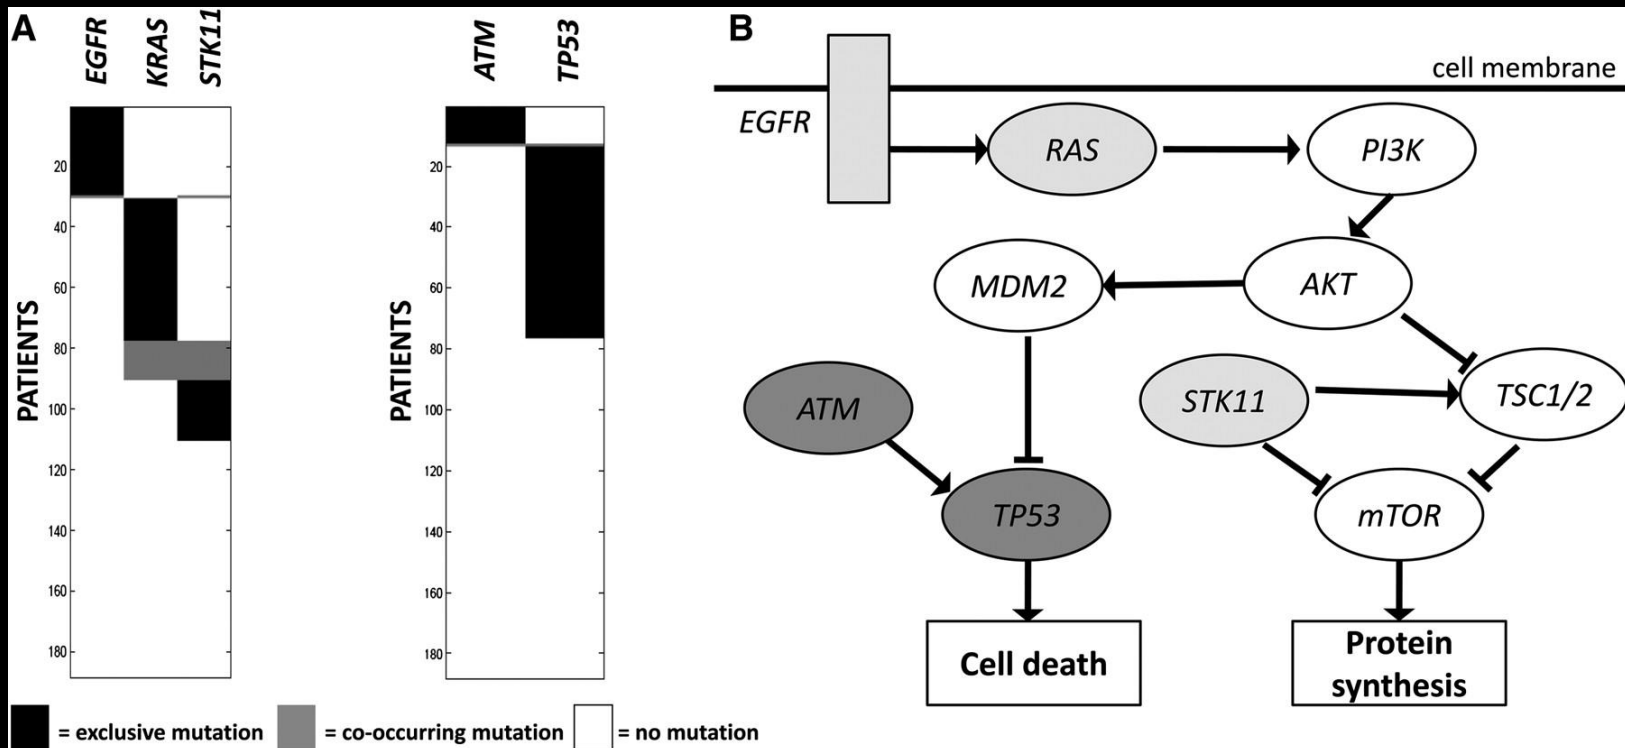 A
EGFR
KRAS
STK11
PATIENTS
20
40
60
80
100
120
140
160
180
ATM
TP53
PATIENTS
20
40
60
80
100
120
140
160
180
= exclusive mutation
= co-occurring mutation
= no mutation
B
cell membrane
EGFR
RAS
PI3K
MDM2
AKT
ATM
STK11
TSC1/2
TP53
mTOR
Cell death
Protein
synthesis